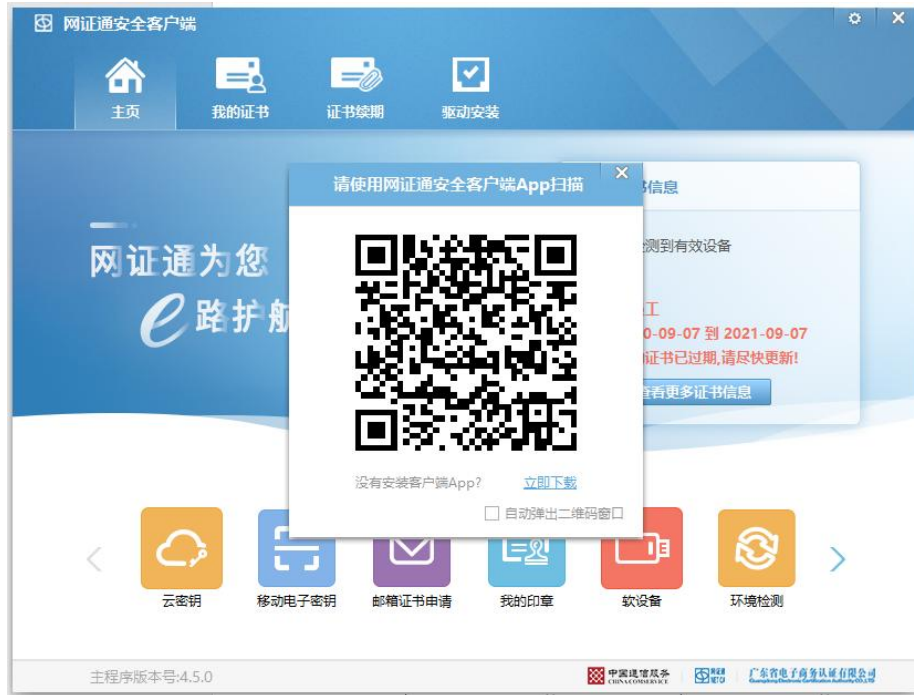 网证通安全客户端
主页
我的证书
证书续期
驱动安装
请使用网证通安全客户端App扫描
信息
网证通为您
e路护航
测到有效设备
工
0-09-07 到 2021-09-07
证书已过期,请尽快更新!
查看更多证书信息
没有安装客户端App?
立即下载
自动弹出二维码窗口
云密钥
移动电子密钥
邮箱证书申请
我的印章
软设备
环境检测
主程序版本号:4.5.0
中国通信服务
CHINA COMSERVICE
网证通
NETCA
广东省电子商务认证有限公司